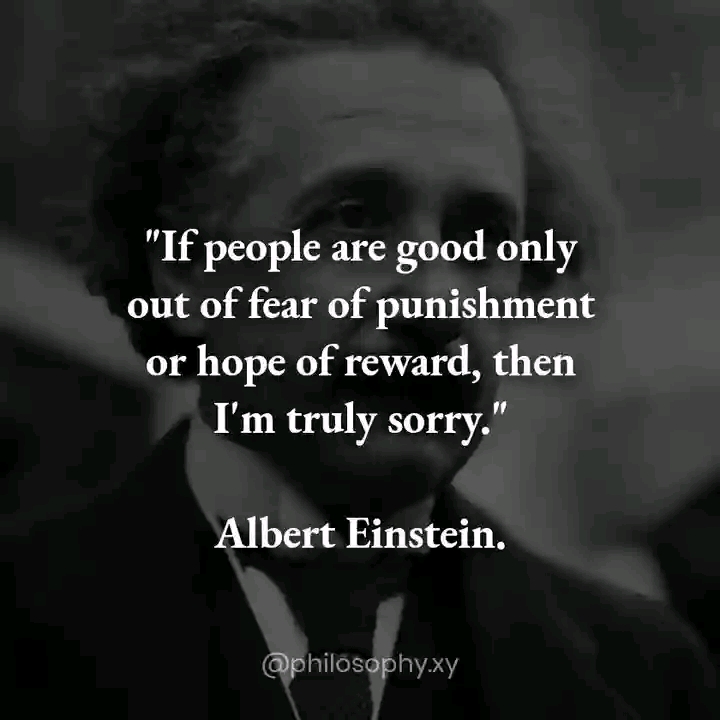 "If people are good only
out of fear of punishment
or hope of reward, then
I'm truly sorry."
Albert Einstein.
@philosophy.xy